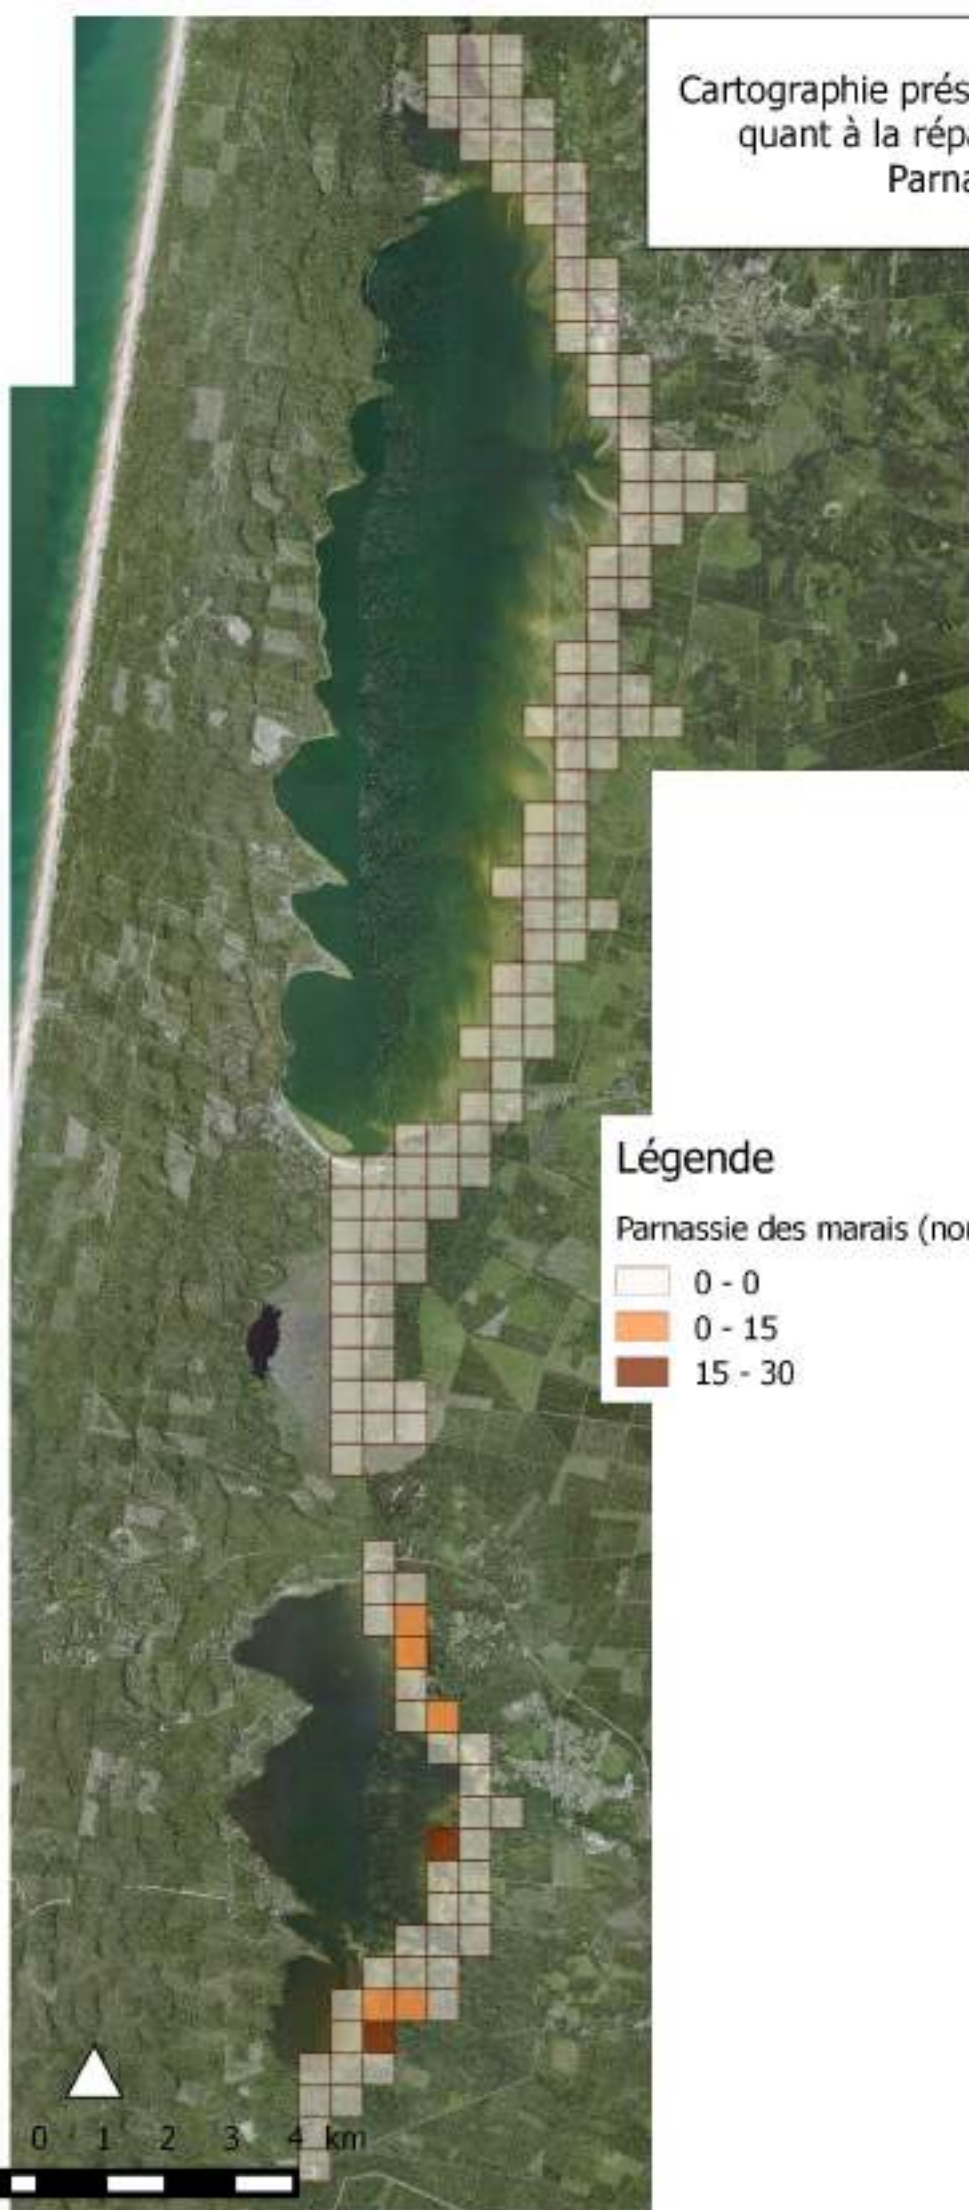 Cartographie prés
quant à la répa
Parna
Légende
Parnassie des marais (nor
0 - 0
0 - 15
15 - 30
0 1 2 3 4 km